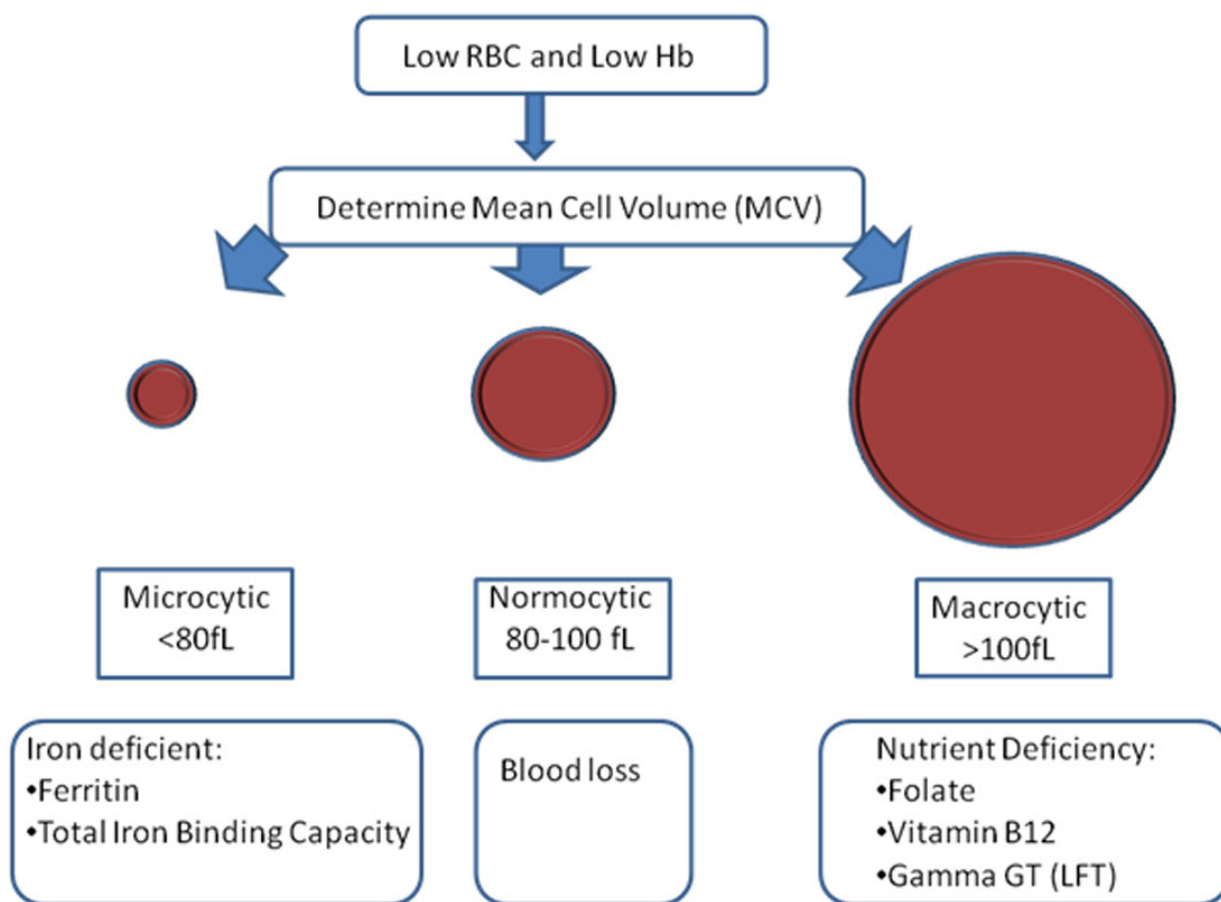 Low RBC and Low Hb
Determine Mean Cell Volume (MCV)
Microcytic
<80fL
Normocytic
80-100 fL
Macrocytic
>100fL
Iron deficient:
•Ferritin
•Total Iron Binding Capacity
Blood loss
Nutrient Deficiency:
•Folate
•Vitamin B12
•Gamma GT (LFT)